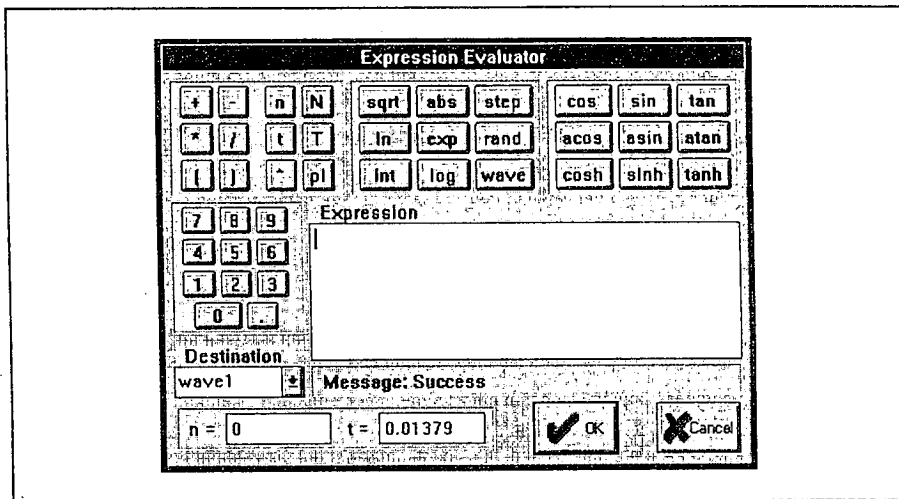 Expression Evaluator
+ - n N sqrt abs step cos sin tan
* / t T ln exp rand acos asin atan
( ) ^ pi int log wave cosh sinh tanh
Expression
7 8 9
4 5 6
1 2 3
0 .
Destination
wave1
Message: Success
n = 0 t = 0.01379 OK Cancel